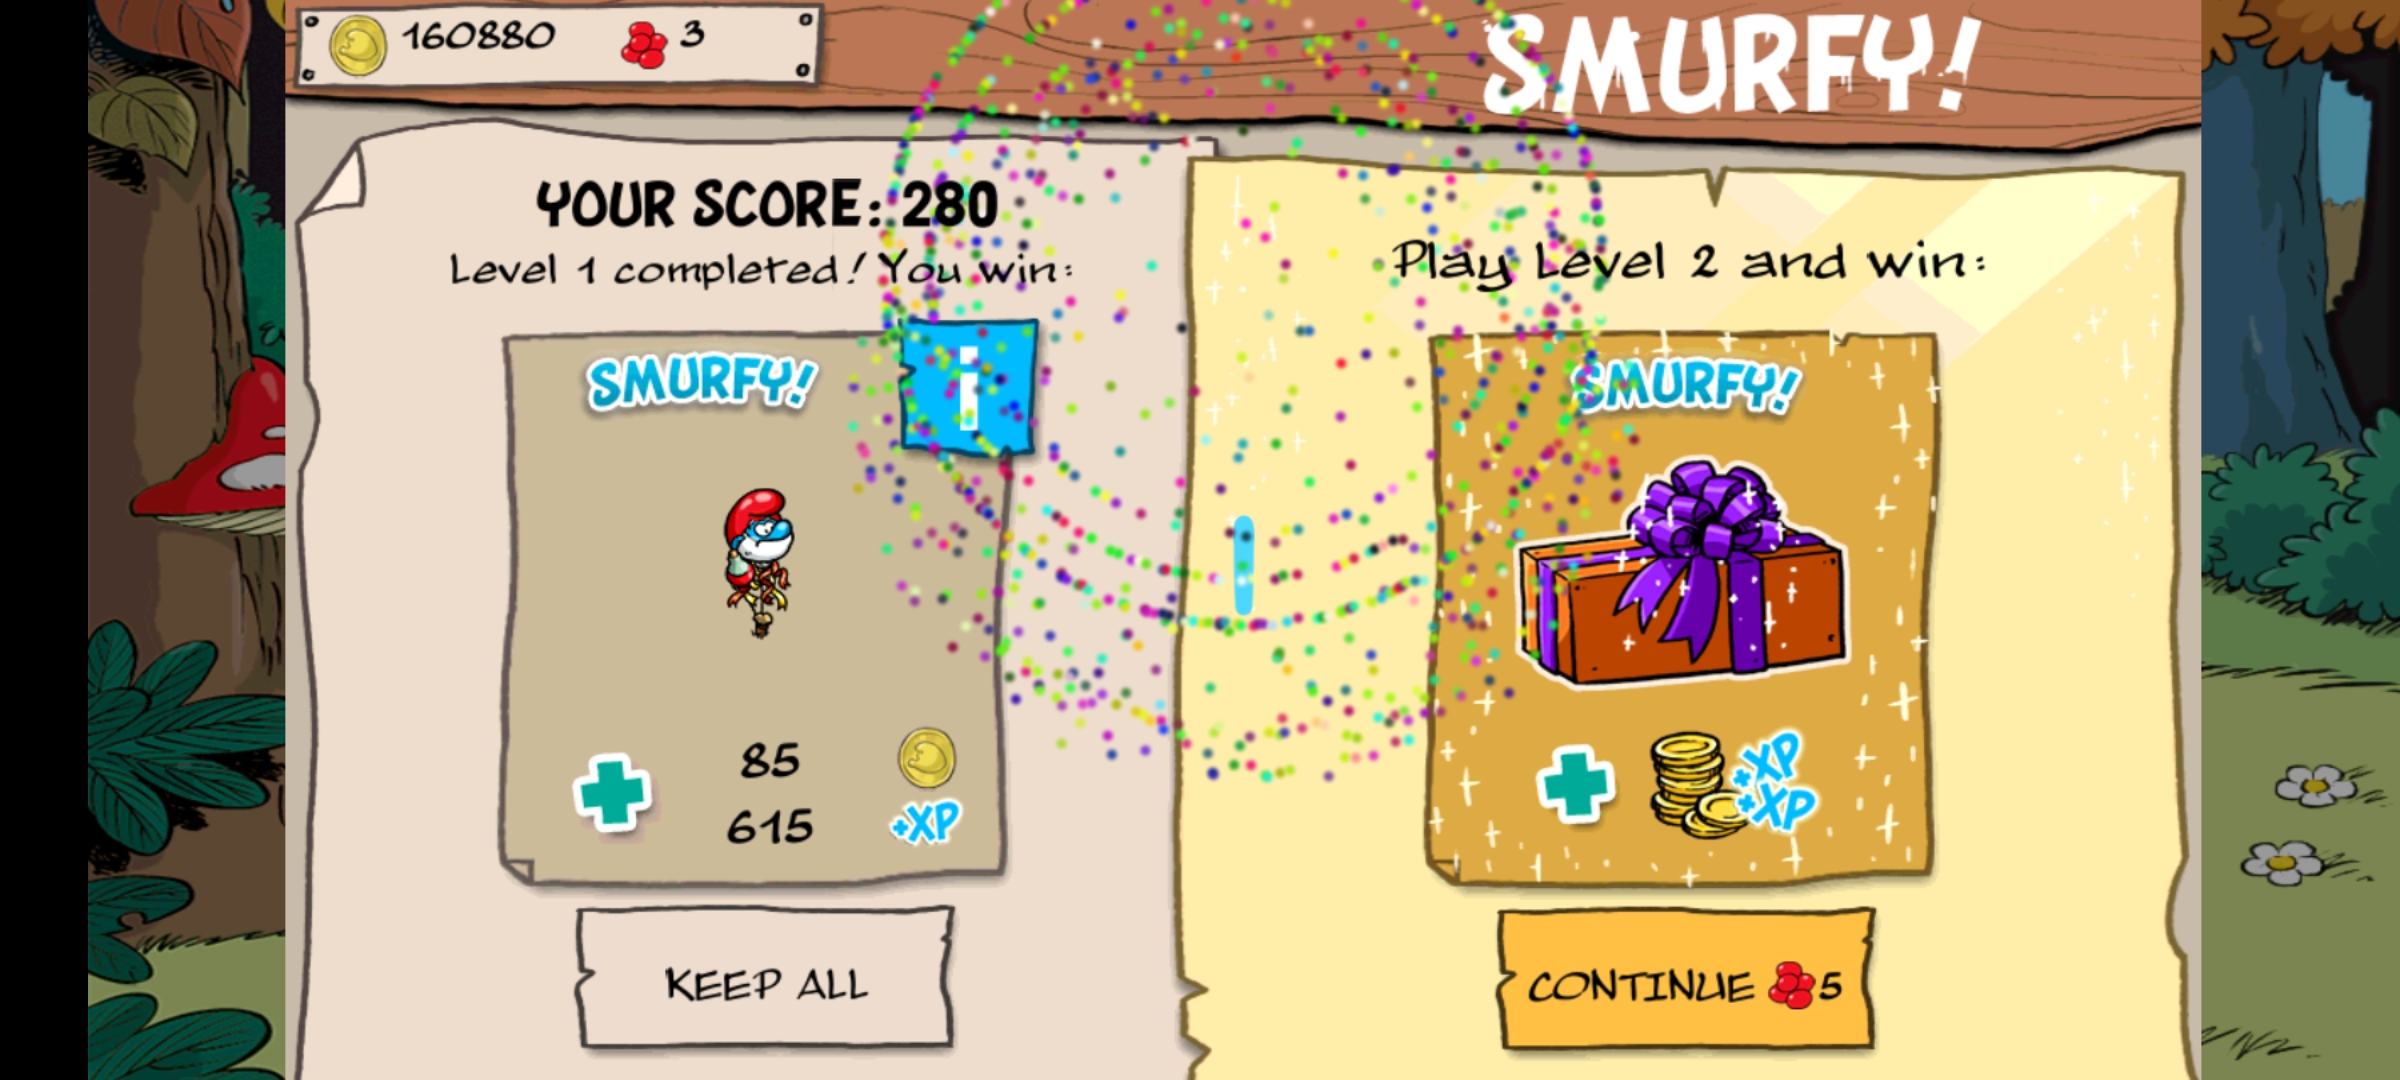 160880 3
SMURFY!
YOUR SCORE: 280
Level 1 completed! You win:
SMURFY!
i
85
615 +XP
KEEP ALL
Play Level 2 and win:
SMURFY!
+XP
+XP
CONTINUE 5